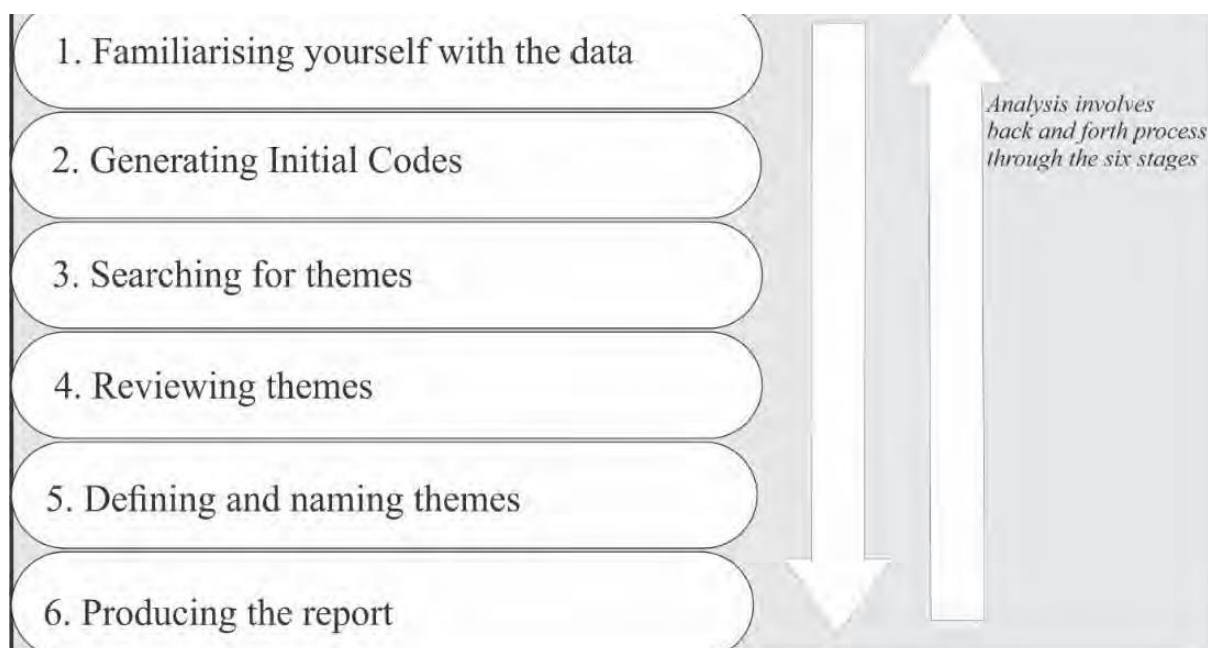 1. Familiarising yourself with the data
2. Generating Initial Codes
3. Searching for themes
4. Reviewing themes
5. Defining and naming themes
6. Producing the report
Analysis involves
back and forth process
through the six stages